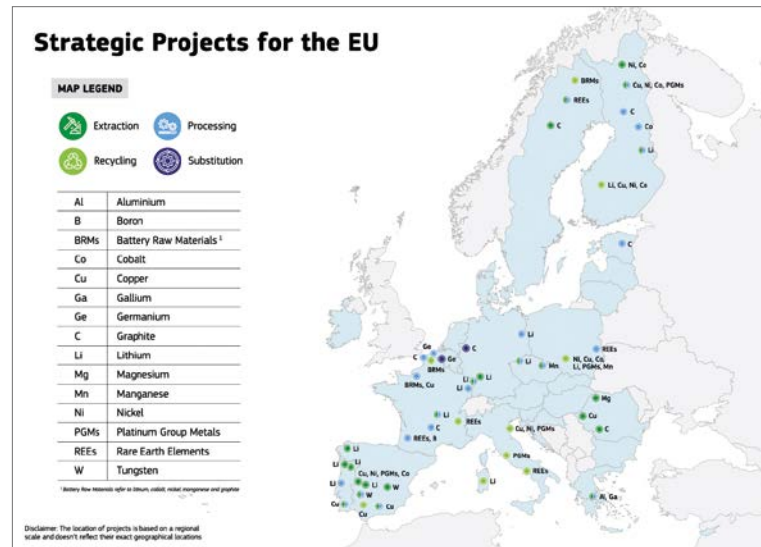 Strategic Projects for the EU
MAP LEGEND
Extraction
Processing
Recycling
Substitution
Al Aluminium
B Boron
BRMs Battery Raw Materials 1
Co Cobalt
Cu Copper
Ga Gallium
Ge Germanium
C Graphite
Li Lithium
Mg Magnesium
Mn Manganese
Ni Nickel
PGMs Platinum Group Metals
REEs Rare Earth Elements
W Tungsten
1 Battery Raw Materials refer to lithium, cobalt, nickel, manganese and graphite
Disclaimer: The location of projects is based on a regional
scale and doesn't reflect their exact geographical locations
Ni, Co
BRMs
Cu, Ni, Co, PGMs
REEs
C
C
Co
Li
Li, Cu, Ni, Co
C
Li
Ge
C
REEs
C
Ge
BRMs
Ni, Cu, Co,
Li, PGMs, Mn
Li
Mn
BRMs, Cu
Li
Li
Li
Mg
Li
Cu
REEs
C
Cu, Ni, PGMs
C
REEs, B
Li
PGMs
Li
Li
Cu, Ni, PGMs, Co
REEs
Li
Li
W
Li
W
Al, Ga
Cu
Co
Cu